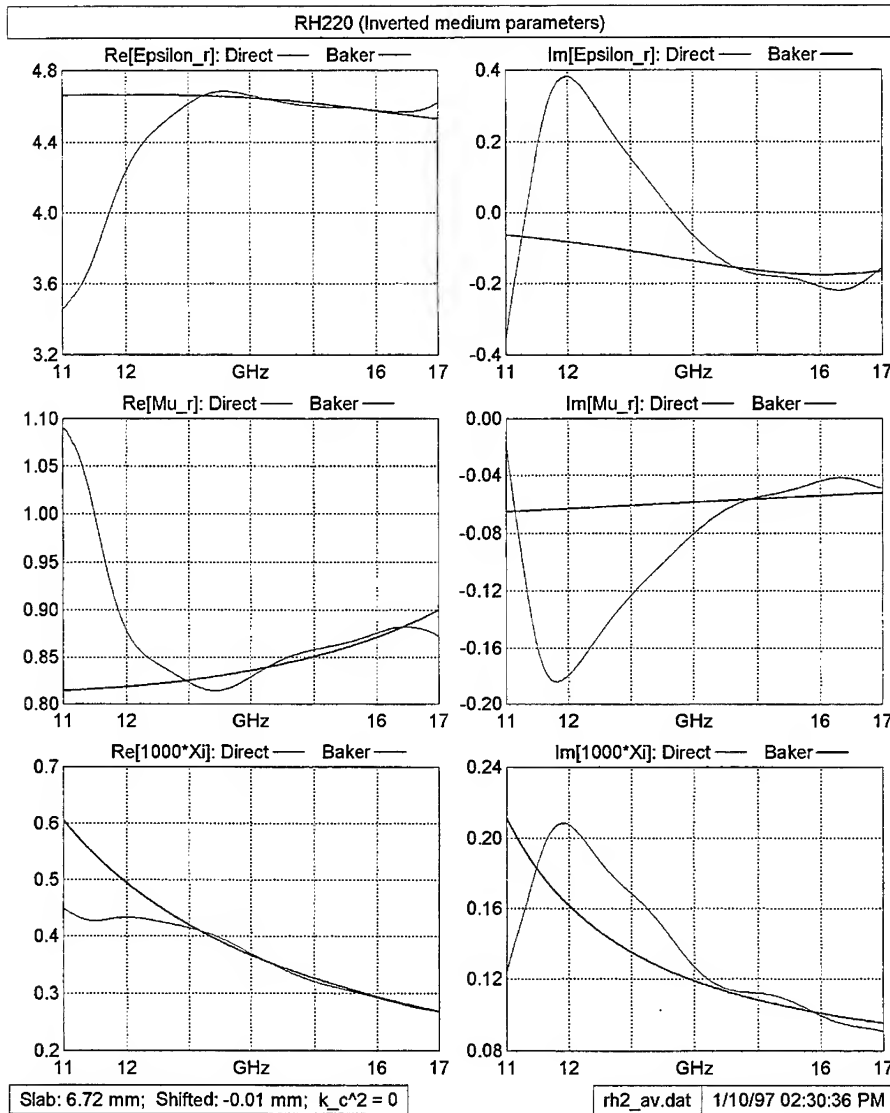 RH220 (Inverted medium parameters)
Re[Epsilon_r]: Direct — Baker —
4.8
4.4
4.0
3.6
3.2
11 12 GHz 16 17
Im[Epsilon_r]: Direct — Baker —
0.4
0.2
0.0
-0.2
-0.4
11 12 GHz 16 17
Re[Mu_r]: Direct — Baker —
1.10
1.05
1.00
0.95
0.90
0.85
0.80
11 12 GHz 16 17
Im[Mu_r]: Direct — Baker —
0.00
-0.04
-0.08
-0.12
-0.16
-0.20
11 12 GHz 16 17
Re[1000*Xi]: Direct — Baker —
0.7
0.6
0.5
0.4
0.3
0.2
11 12 GHz 16 17
Im[1000*Xi]: Direct — Baker —
0.24
0.20
0.16
0.12
0.08
11 12 GHz 16 17
Slab: 6.72 mm; Shifted: -0.01 mm; k_c^2 = 0
rh2_av.dat 1/10/97 02:30:36 PM